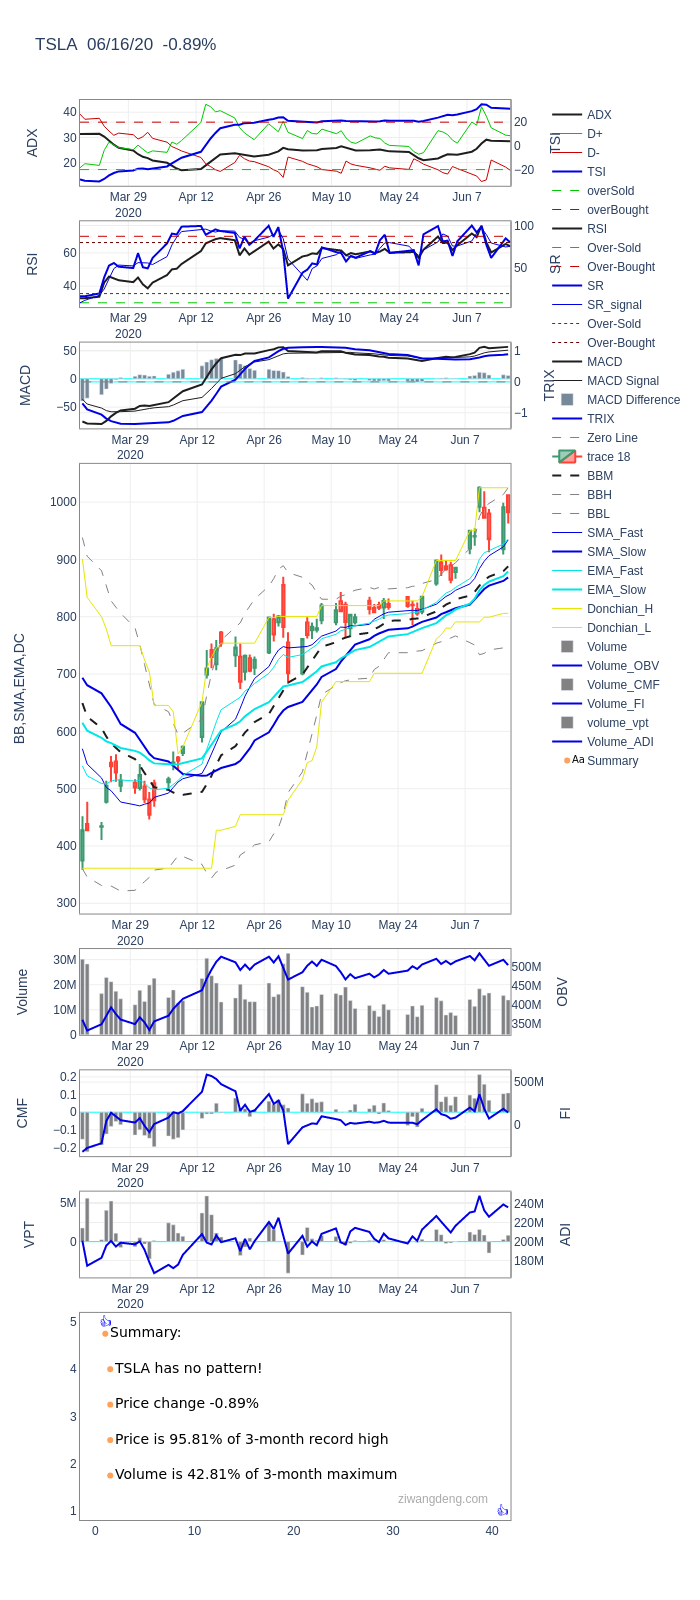 TSLA 06/16/20 -0.89%
40
30
20
ADX
20
0
−20
TSI
Mar 29 Apr 12 Apr 26 May 10 May 24 Jun 7
2020
60
40
RSI
100
50
SR
Mar 29 Apr 12 Apr 26 May 10 May 24 Jun 7
2020
50
0
−50
MACD
1
0
−1
TRIX
Mar 29 Apr 12 Apr 26 May 10 May 24 Jun 7
2020
1000
900
800
700
600
500
400
300
BB,SMA,EMA,DC
Mar 29 Apr 12 Apr 26 May 10 May 24 Jun 7
2020
30M
20M
10M
0
Volume
500M
450M
400M
350M
OBV
Mar 29 Apr 12 Apr 26 May 10 May 24 Jun 7
2020
0.2
0.1
0
−0.1
−0.2
CMF
500M
0
FI
Mar 29 Apr 12 Apr 26 May 10 May 24 Jun 7
2020
5M
0
VPT
240M
220M
200M
180M
ADI
Mar 29 Apr 12 Apr 26 May 10 May 24 Jun 7
2020
5
4
3
2
1
Summary:
TSLA has no pattern!
Price change -0.89%
Price is 95.81% of 3-month record high
Volume is 42.81% of 3-month maximum
ziwangdeng.com
0 10 20 30 40
ADX
D+
D-
TSI
overSold
overBought
RSI
Over-Sold
Over-Bought
SR
SR_signal
Over-Sold
Over-Bought
MACD
MACD Signal
MACD Difference
TRIX
Zero Line
trace 18
BBM
BBH
BBL
SMA_Fast
SMA_Slow
EMA_Fast
EMA_Slow
Donchian_H
Donchian_L
Volume
Volume_OBV
Volume_CMF
Volume_FI
volume_vpt
Volume_ADI
Aa Summary